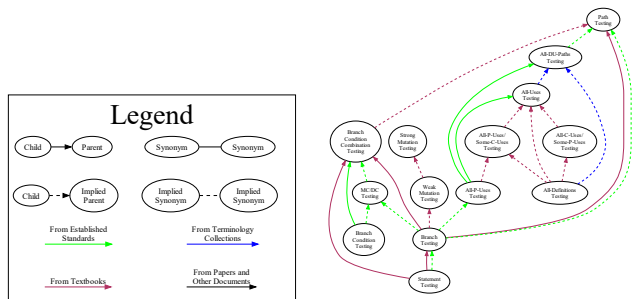 Legend
Child
Parent
Synonym
Synonym
Child
Implied
Parent
Implied
Synonym
Implied
Synonym
From Established
Standards
From Terminology
Collections
From Textbooks
From Papers and
Other Documents
Path
Testing
All-DU-Paths
Testing
All-Uses
Testing
Branch
Condition
Combination
Testing
Strong
Mutation
Testing
All-P-Uses/
Some-C-Uses
Testing
All-C-Uses/
Some-P-Uses
Testing
MC/DC
Testing
Weak
Mutation
Testing
All-P-Uses
Testing
All-Definitions
Testing
Branch
Condition
Testing
Branch
Testing
Statement
Testing